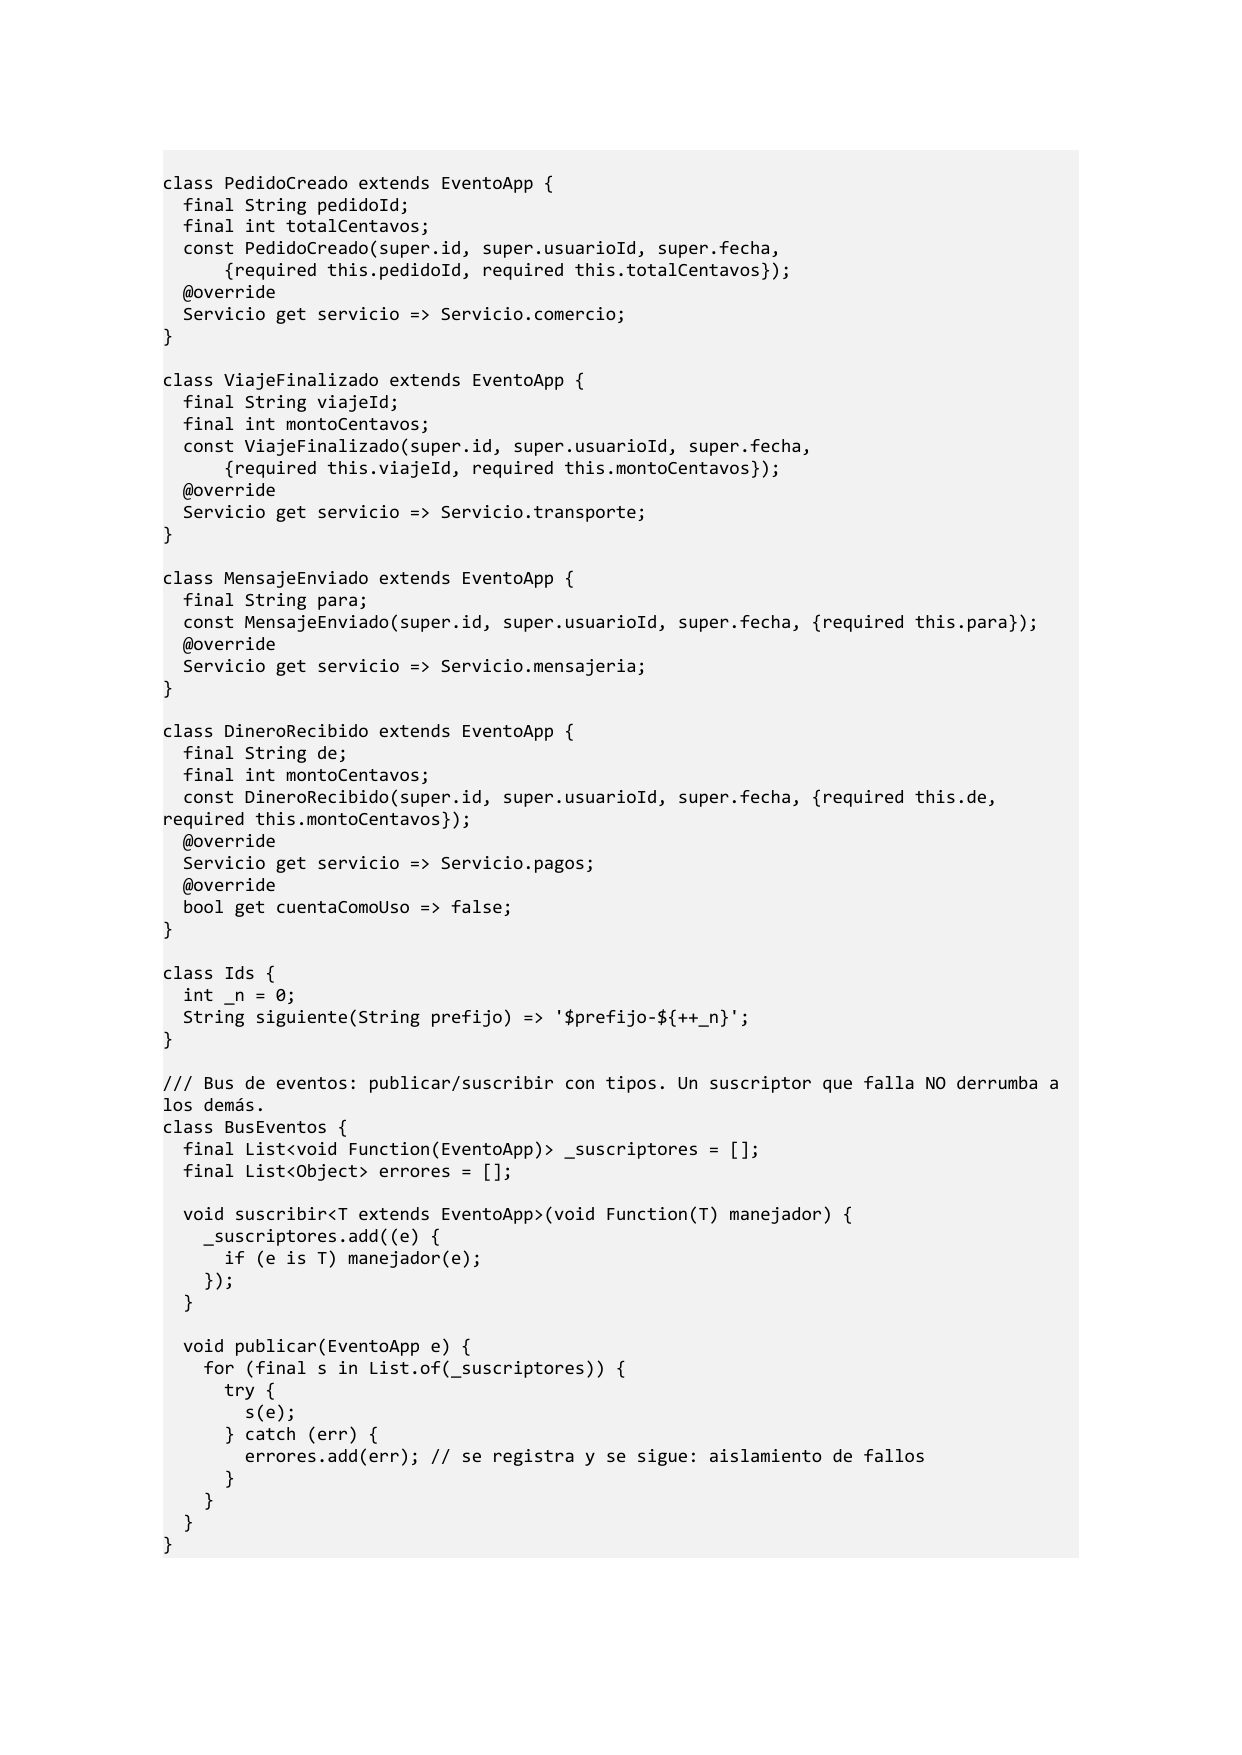 class PedidoCreado extends EventoApp {
  final String pedidoId;
  final int totalCentavos;
  const PedidoCreado(super.id, super.usuarioId, super.fecha,
      {required this.pedidoId, required this.totalCentavos});
  @override
  Servicio get servicio => Servicio.comercio;
}

class ViajeFinalizado extends EventoApp {
  final String viajeId;
  final int montoCentavos;
  const ViajeFinalizado(super.id, super.usuarioId, super.fecha,
      {required this.viajeId, required this.montoCentavos});
  @override
  Servicio get servicio => Servicio.transporte;
}

class MensajeEnviado extends EventoApp {
  final String para;
  const MensajeEnviado(super.id, super.usuarioId, super.fecha, {required this.para});
  @override
  Servicio get servicio => Servicio.mensajeria;
}

class DineroRecibido extends EventoApp {
  final String de;
  final int montoCentavos;
  const DineroRecibido(super.id, super.usuarioId, super.fecha, {required this.de,
required this.montoCentavos});
  @override
  Servicio get servicio => Servicio.pagos;
  @override
  bool get cuentaComoUso => false;
}

class Ids {
  int _n = 0;
  String siguiente(String prefijo) => '$prefijo-${++_n}';
}

/// Bus de eventos: publicar/suscribir con tipos. Un suscriptor que falla NO derrumba a
los demás.
class BusEventos {
  final List<void Function(EventoApp)> _suscriptores = [];
  final List<Object> errores = [];

  void suscribir<T extends EventoApp>(void Function(T) manejador) {
    _suscriptores.add((e) {
      if (e is T) manejador(e);
    });
  }

  void publicar(EventoApp e) {
    for (final s in List.of(_suscriptores)) {
      try {
        s(e);
      } catch (err) {
        errores.add(err); // se registra y se sigue: aislamiento de fallos
      }
    }
  }
}